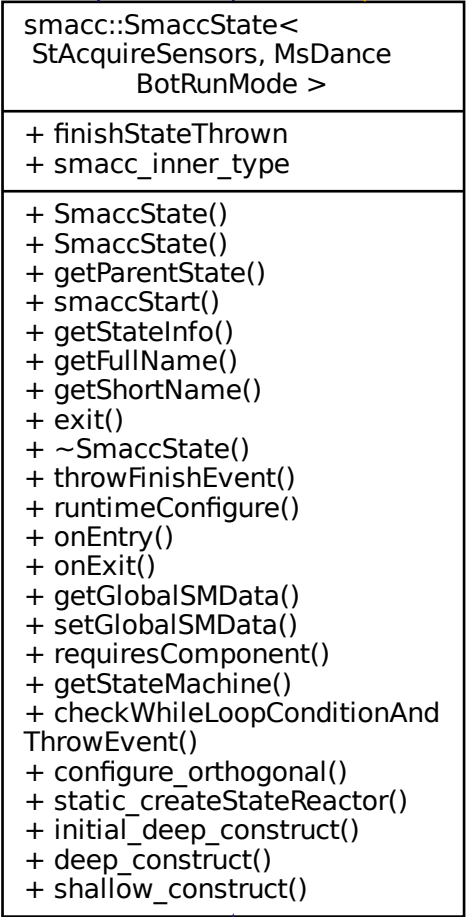 smacc::SmaccState<
StAcquireSensors, MsDance
BotRunMode >
+ finishStateThrown
+ smacc_inner_type
+ SmaccState()
+ SmaccState()
+ getParentState()
+ smaccStart()
+ getStateInfo()
+ getFullName()
+ getShortName()
+ exit()
+ ~SmaccState()
+ throwFinishEvent()
+ runtimeConfigure()
+ onEntry()
+ onExit()
+ getGlobalSMData()
+ setGlobalSMData()
+ requiresComponent()
+ getStateMachine()
+ checkWhileLoopConditionAnd
ThrowEvent()
+ configure_orthogonal()
+ static_createStateReactor()
+ initial_deep_construct()
+ deep_construct()
+ shallow_construct()